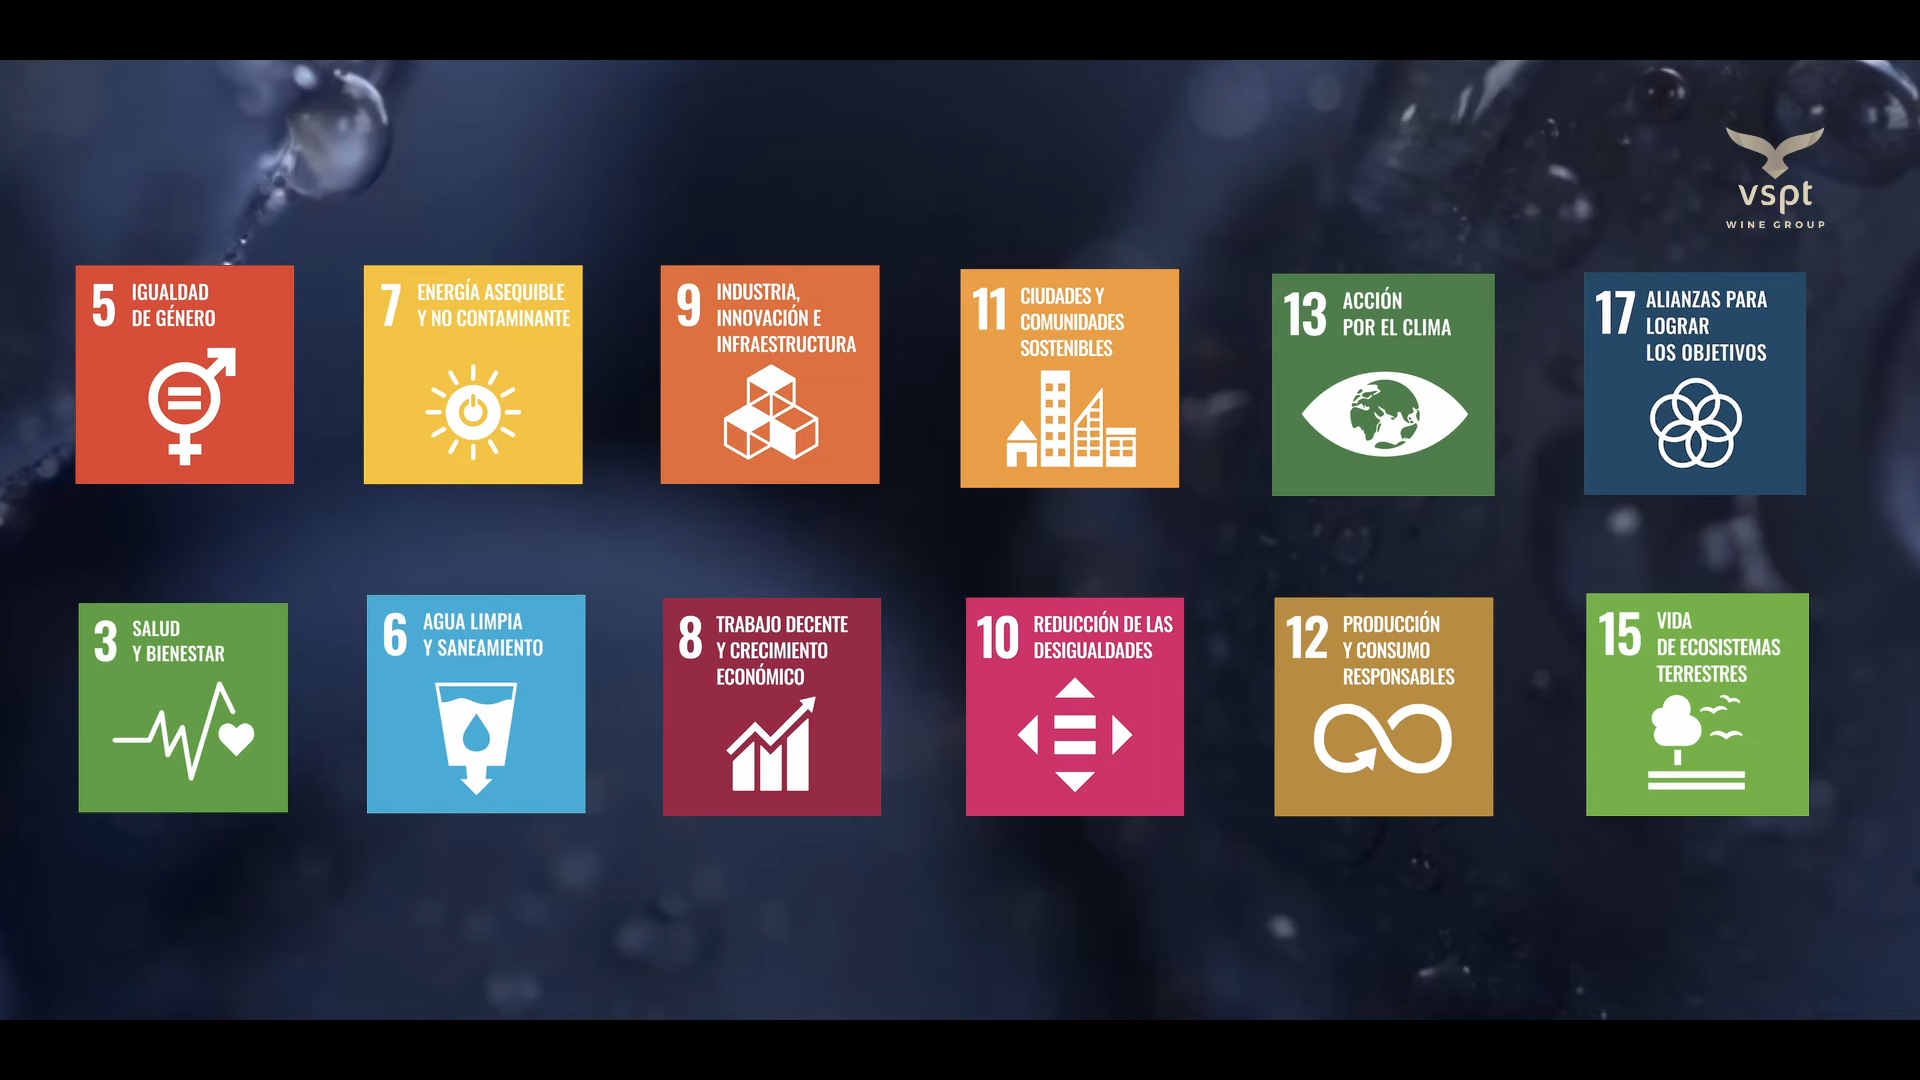 vspt
WINE GROUP
5 IGUALDAD
DE GÉNERO
7 ENERGÍA ASEQUIBLE
Y NO CONTAMINANTE
9 INDUSTRIA,
INNOVACIÓN E
INFRAESTRUCTURA
11 CIUDADES Y
COMUNIDADES
SOSTENIBLES
13 ACCIÓN
POR EL CLIMA
17 ALIANZAS PARA
LOGRAR
LOS OBJETIVOS
3 SALUD
Y BIENESTAR
6 AGUA LIMPIA
Y SANEAMIENTO
8 TRABAJO DECENTE
Y CRECIMIENTO
ECONÓMICO
10 REDUCCIÓN DE LAS
DESIGUALDADES
12 PRODUCCIÓN
Y CONSUMO
RESPONSABLES
15 VIDA
DE ECOSISTEMAS
TERRESTRES